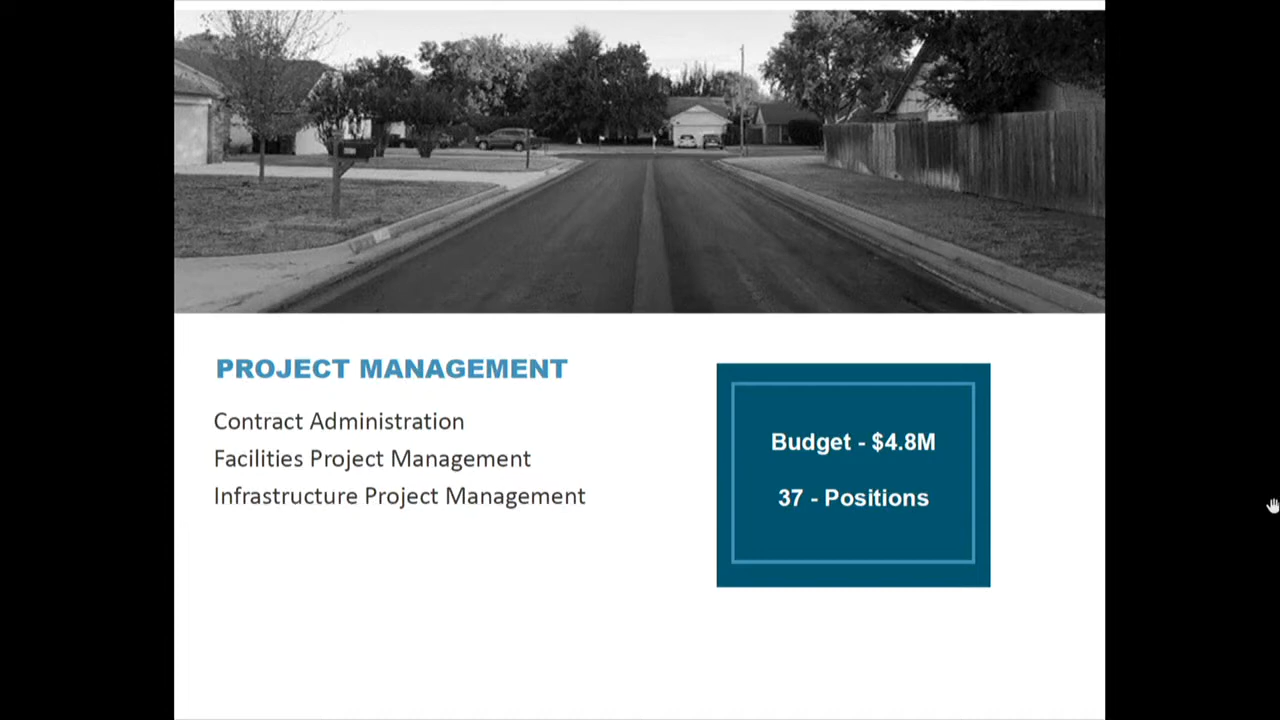 PROJECT MANAGEMENT
Contract Administration
Facilities Project Management
Infrastructure Project Management
Budget - $4.8M
37 - Positions